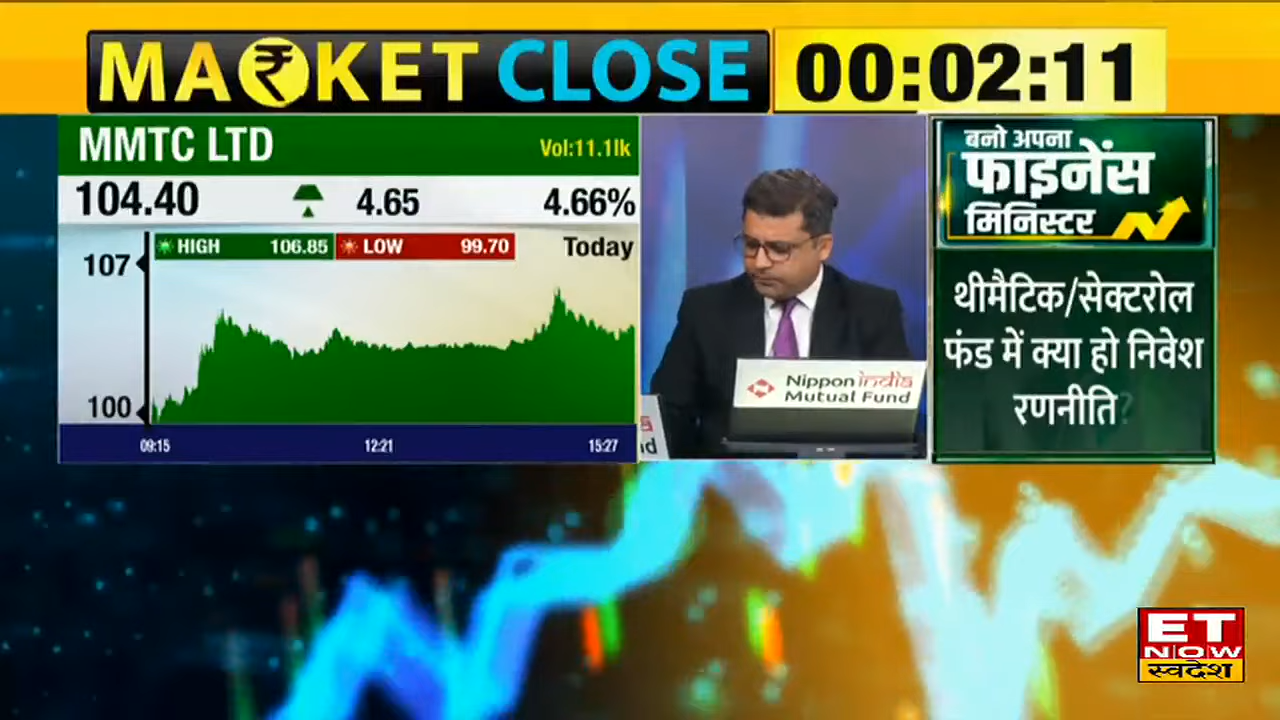 MARKET CLOSE
00:02:11
MMTC LTD
Vol:11.1lk
104.40 4.65 4.66%
HIGH 106.85 LOW 99.70 Today
107
100
09:15 12:21 15:27
Nippon india
Mutual Fund
बनो अपना
फाइनेंस
मिनिस्टर
थीमैटिक/सेक्टरोल
फंड में क्या हो निवेश
रणनीति?
ET
NOW
स्वदेश